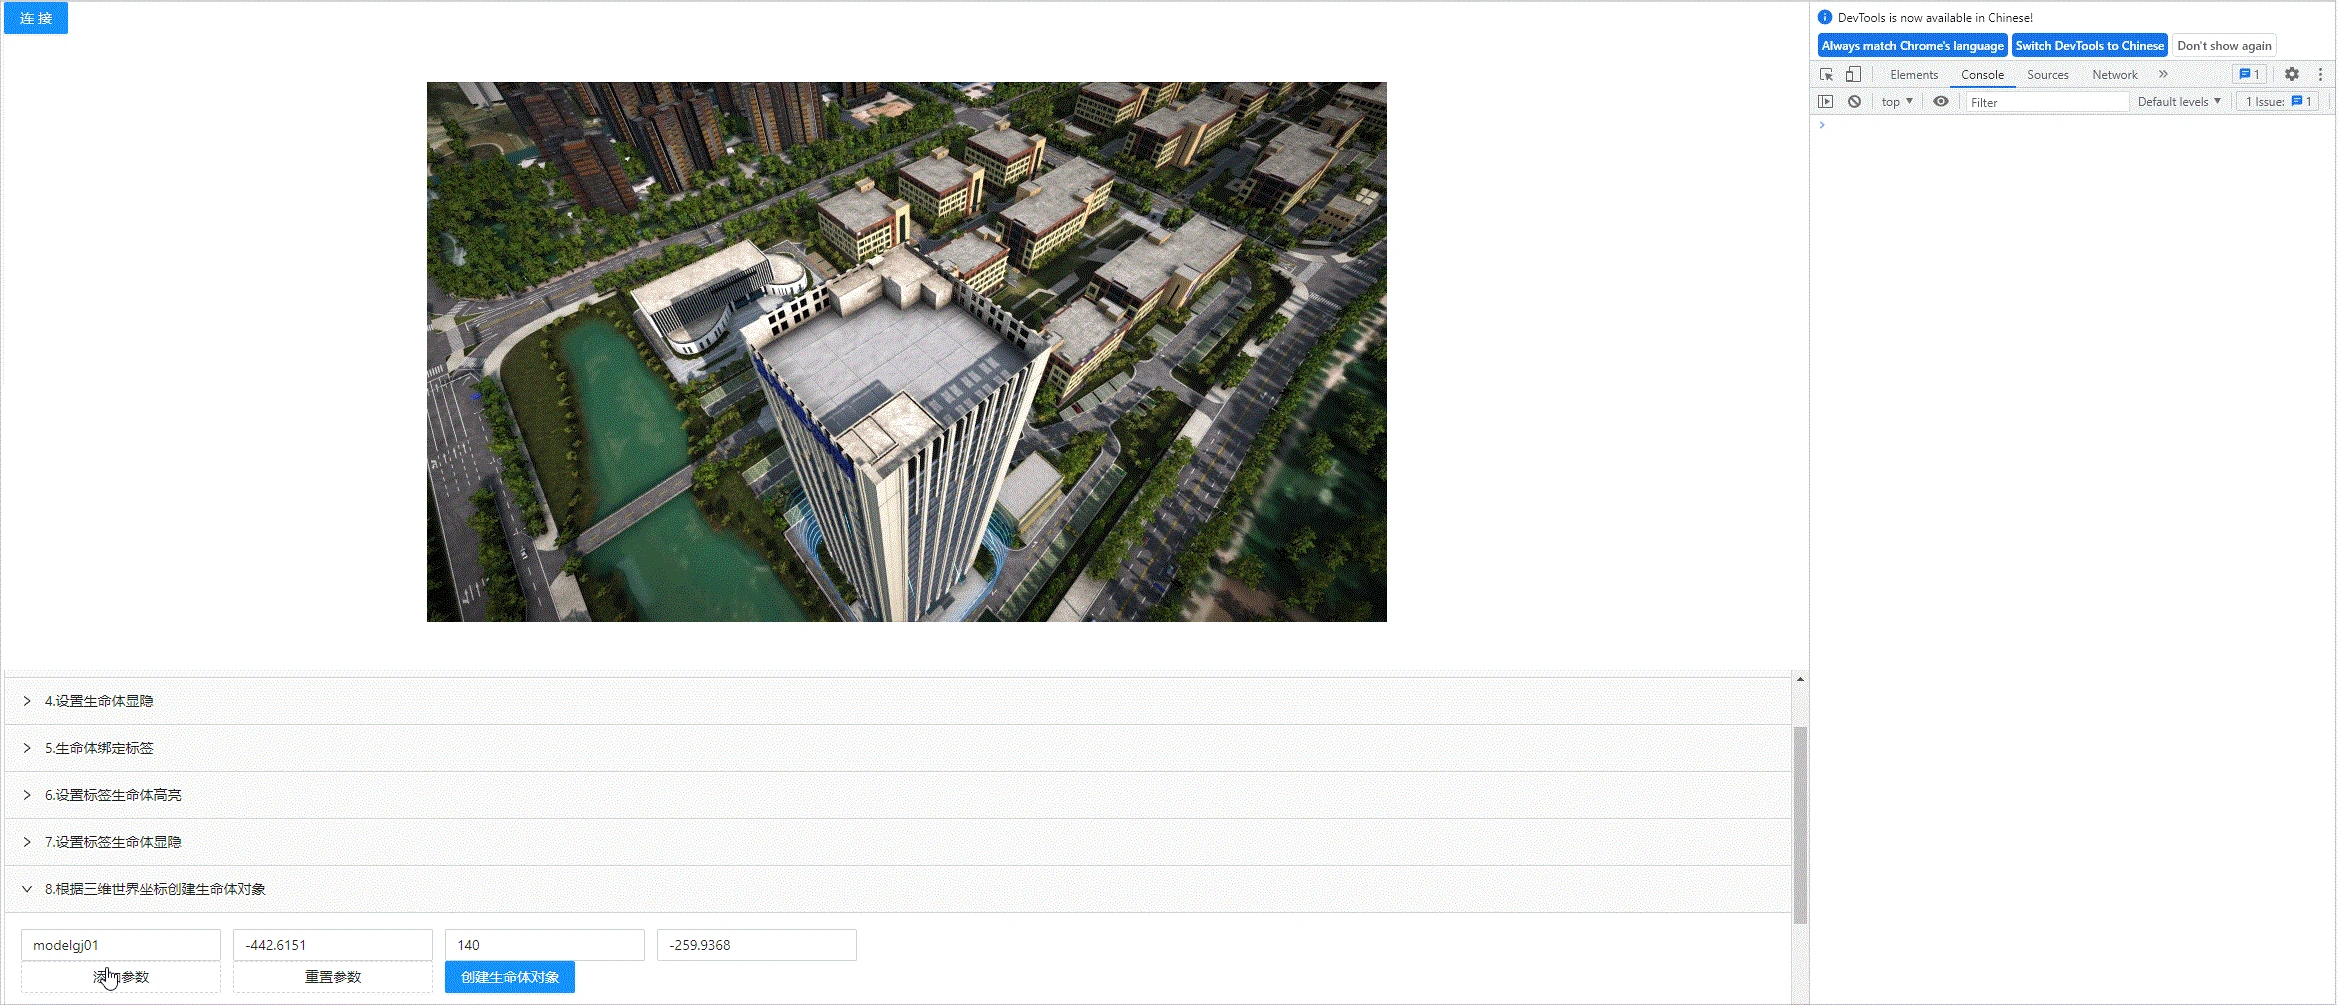 连 接
DevTools is now available in Chinese!
Always match Chrome's language
Switch DevTools to Chinese
Don't show again
Elements
Console
Sources
Network
1
top
Filter
Default levels
1 Issue:
1
4.设置生命体显隐
5.生命体绑定标签
6.设置标签生命体高亮
7.设置标签生命体显隐
8.根据三维世界坐标创建生命体对象
modelgj01
-442.6151
140
-259.9368
添 参数
重置参数
创建生命体对象